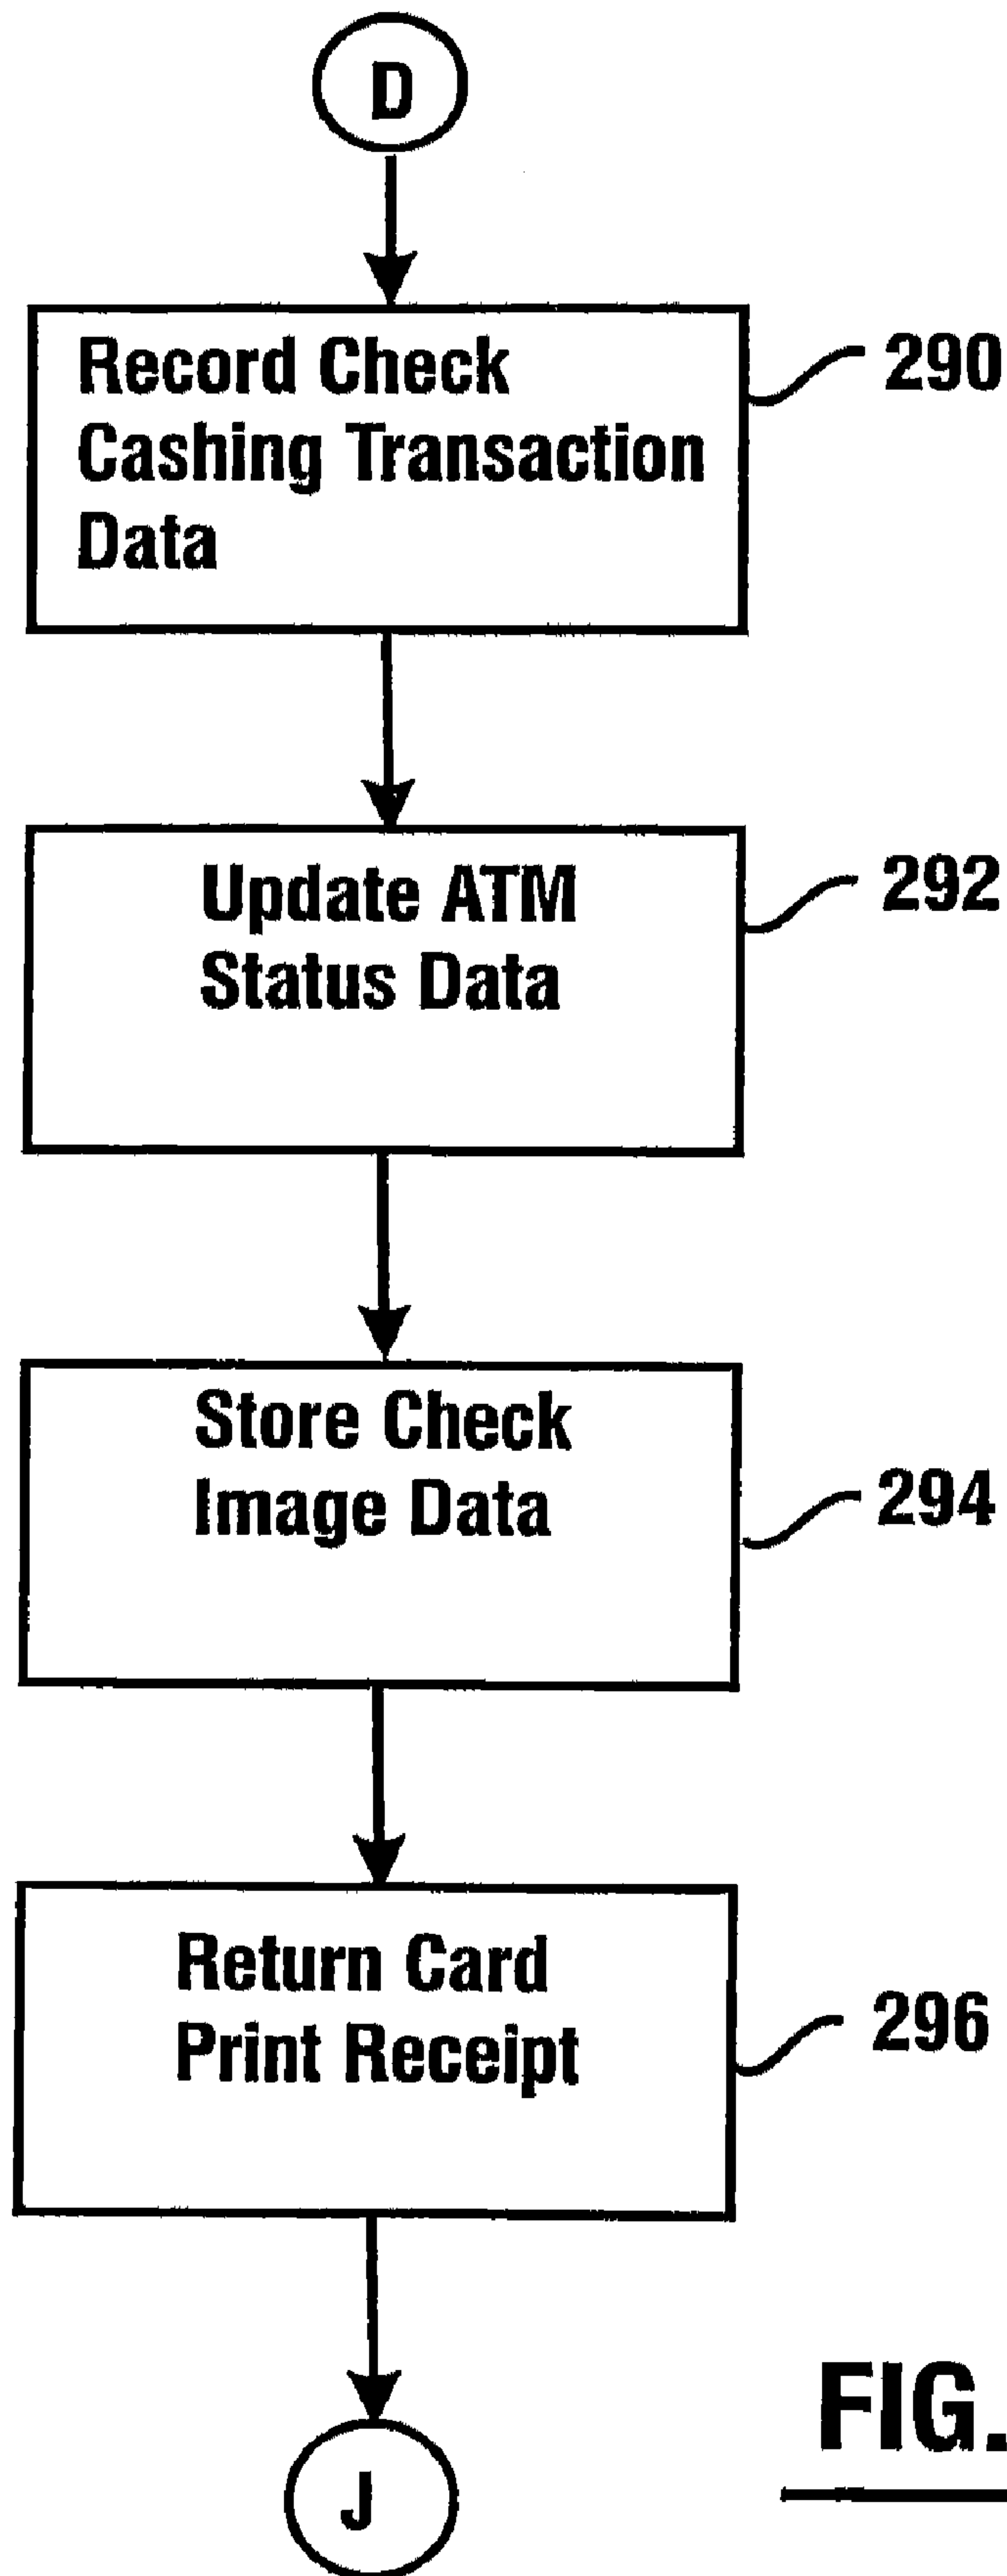 D
Record Check
Cashing Transaction
Data
290
Update ATM
Status Data
292
Store Check
Image Data
294
Return Card
Print Receipt
296
J
FIG.